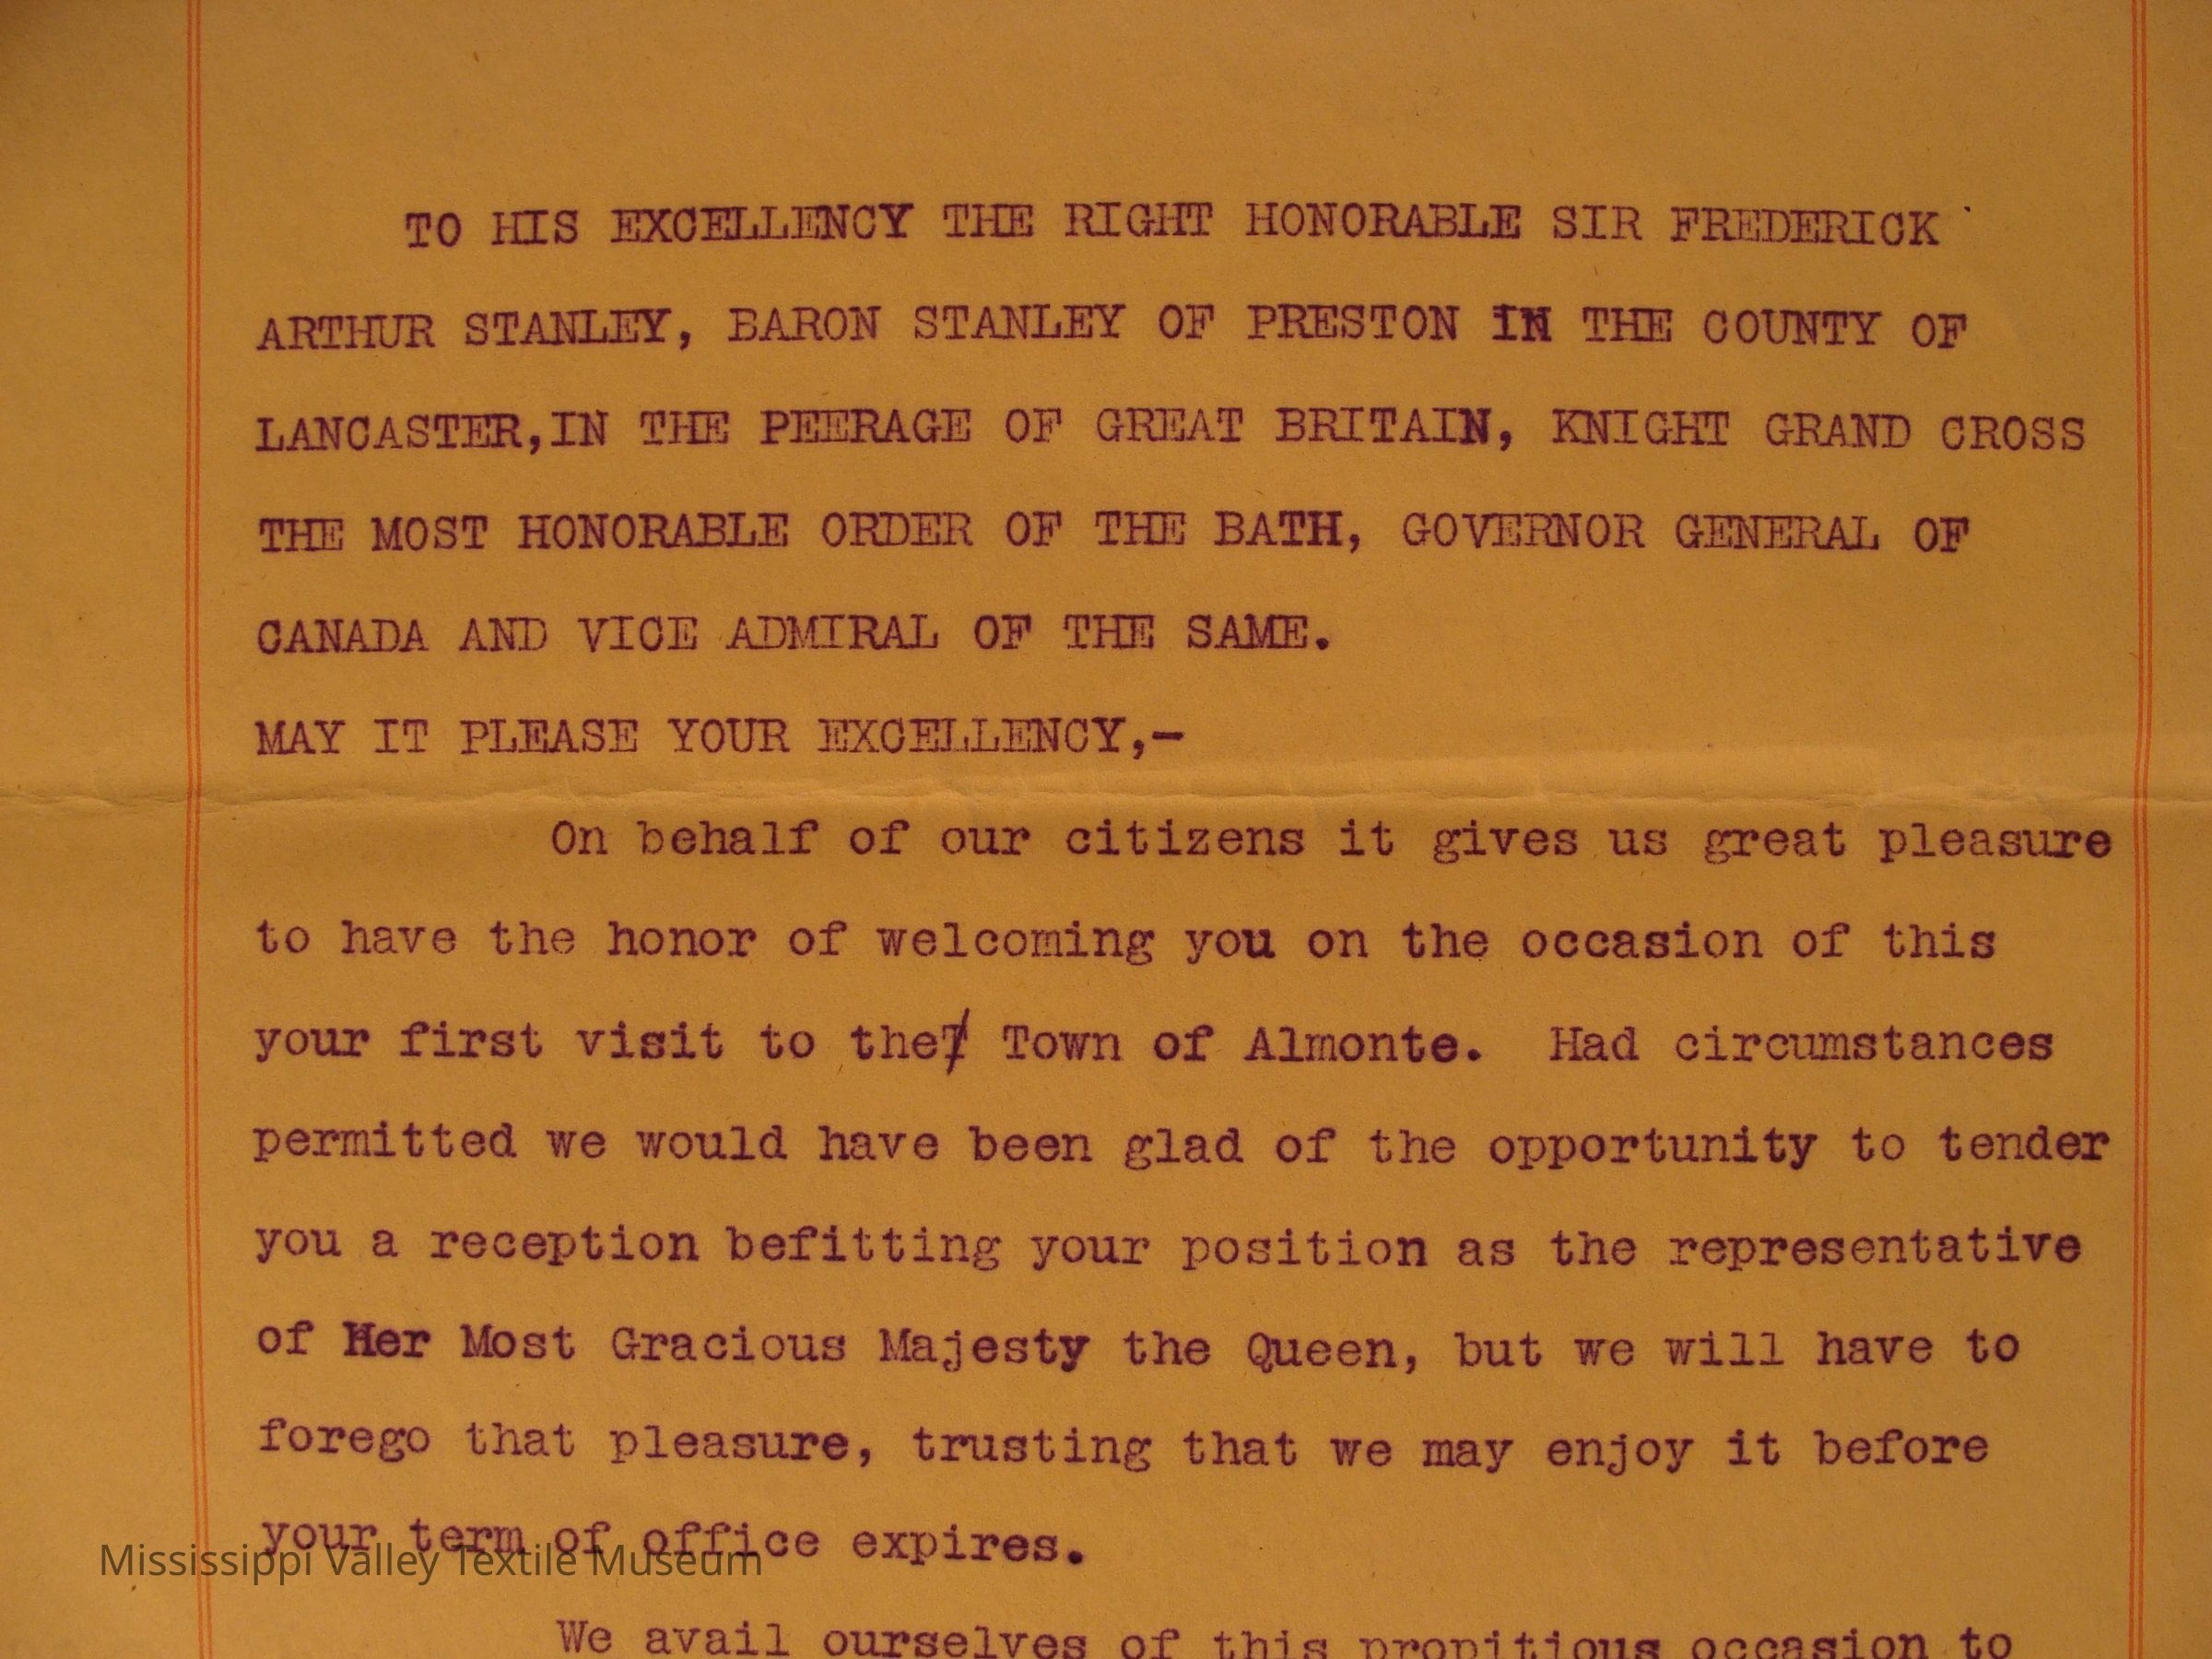 TO HIS EXCELLENCY THE RIGHT HONORABLE SIR FREDERICK
ARTHUR STANLEY, BARON STANLEY OF PRESTON IN THE COUNTY OF
LANCASTER,IN THE PEERAGE OF GREAT BRITAIN, KNIGHT GRAND CROSS
THE MOST HONORABLE ORDER OF THE BATH, GOVERNOR GENERAL OF
CANADA AND VICE ADMIRAL OF THE SAME.
MAY IT PLEASE YOUR EXCELLENCY,-
On behalf of our citizens it gives us great pleasure
to have the honor of welcoming you on the occasion of this
your first visit to the Town of Almonte. Had circumstances
permitted we would have been glad of the opportunity to tender
you a reception befitting your position as the representative
of Her Most Gracious Majesty the Queen, but we will have to
forego that pleasure, trusting that we may enjoy it before
your term of office expires.
Mississippi Valley Textile Museum
We avail ourselves of this propitious occasion to